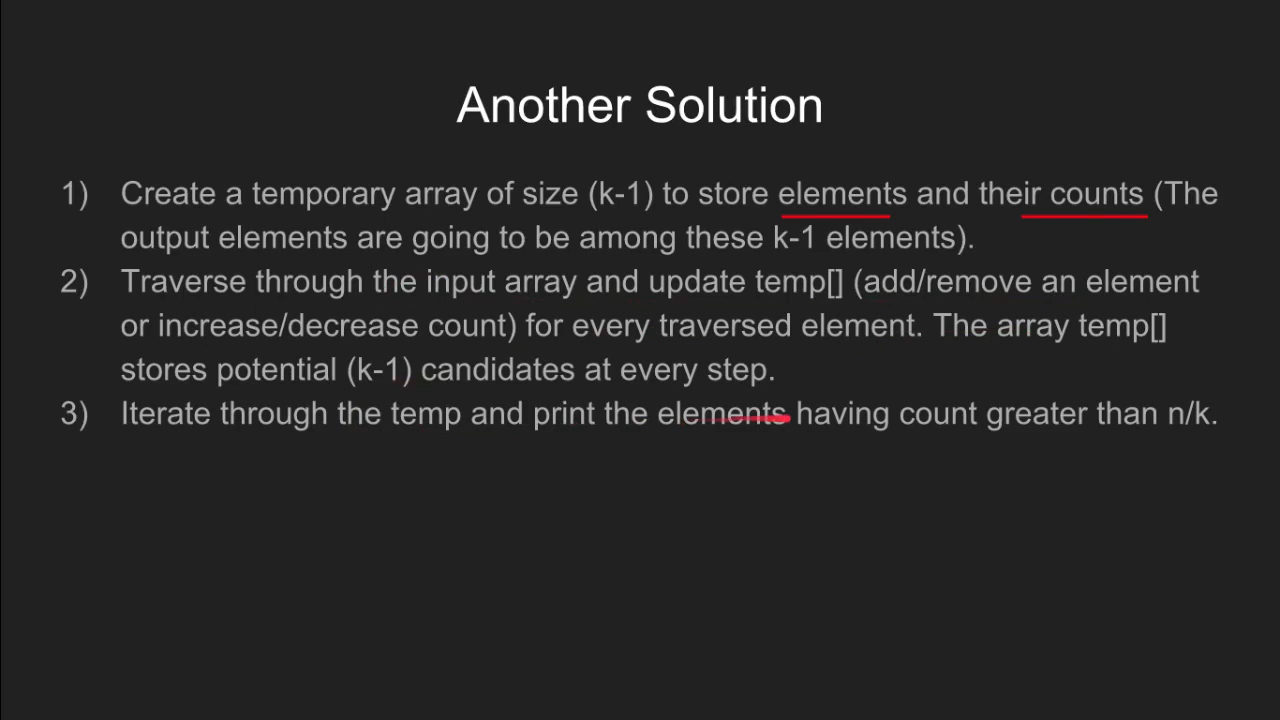 Another Solution
1) Create a temporary array of size (k-1) to store elements and their counts (The
output elements are going to be among these k-1 elements).
2) Traverse through the input array and update temp[] (add/remove an element
or increase/decrease count) for every traversed element. The array temp[]
stores potential (k-1) candidates at every step.
3) Iterate through the temp and print the elements having count greater than n/k.